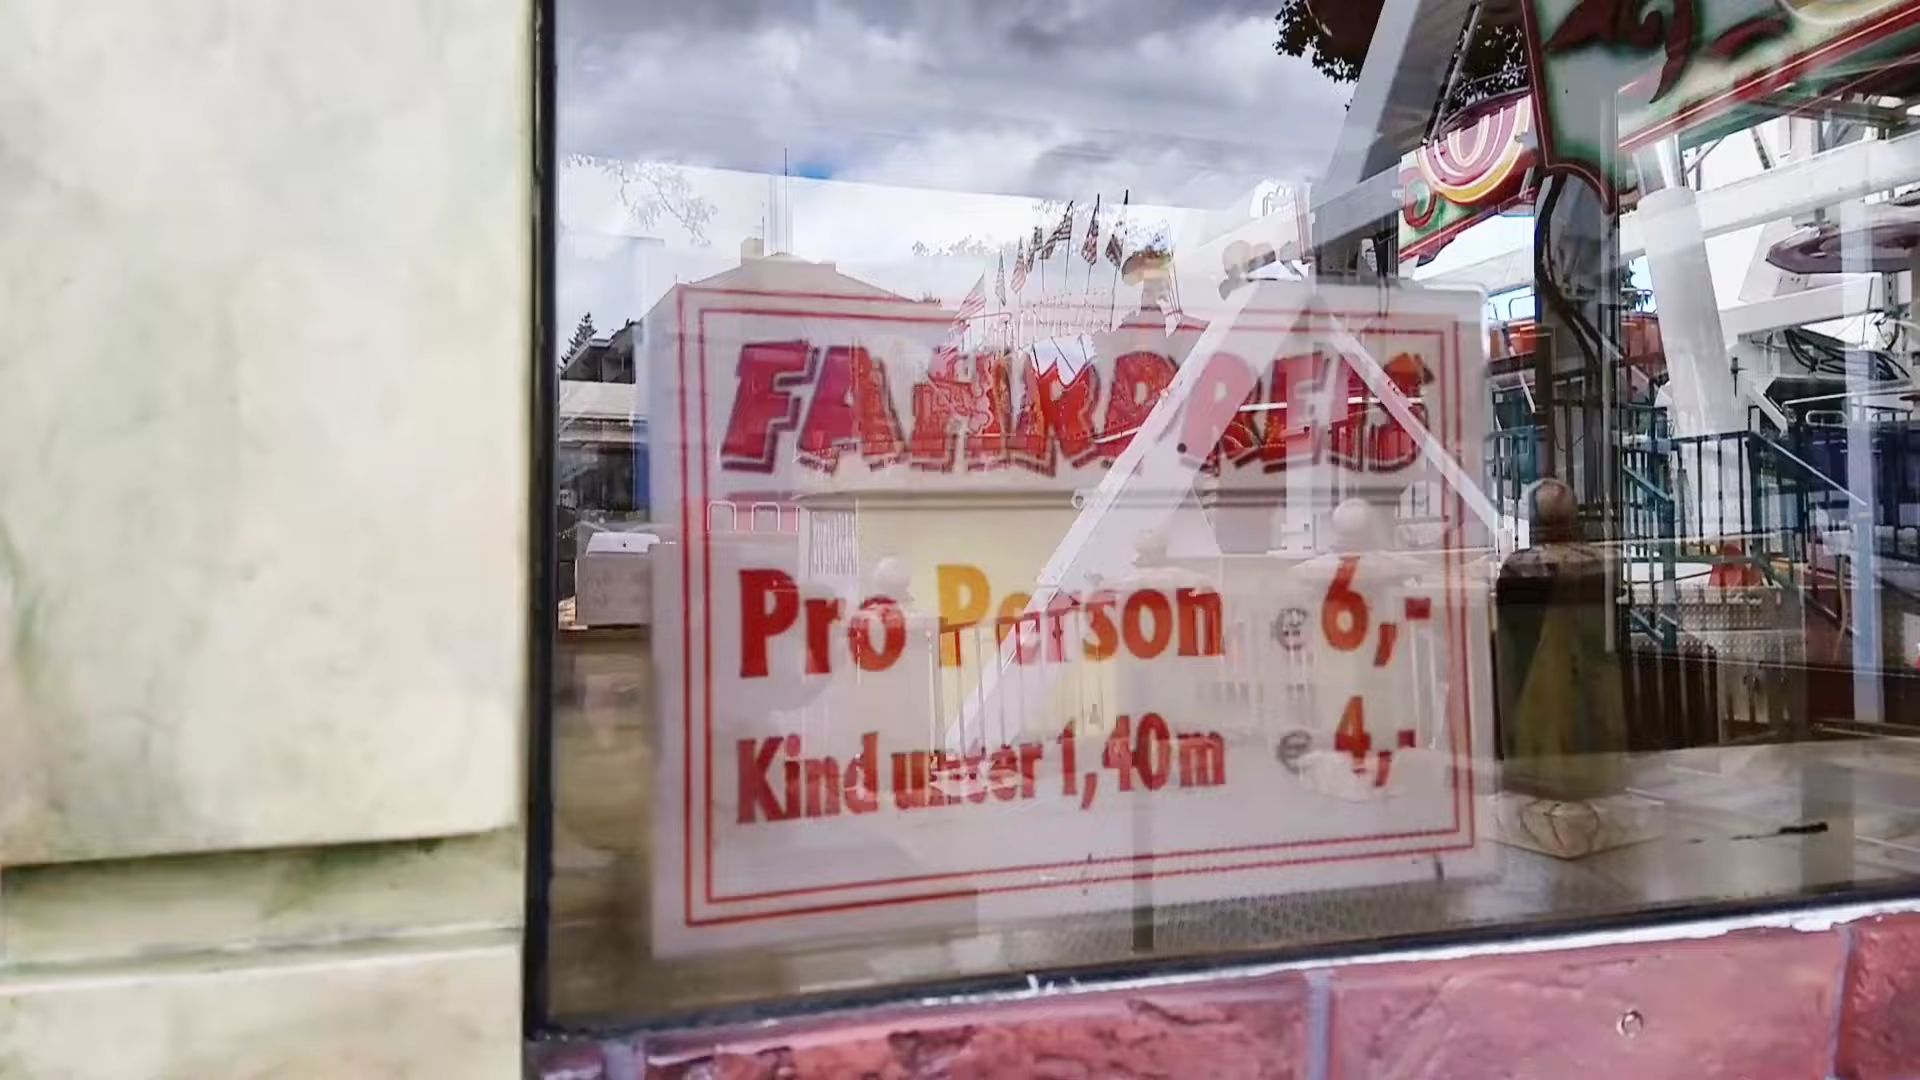 FAHRPREIS
Pro Person € 6,-
Kind unter 1,40m € 4,-